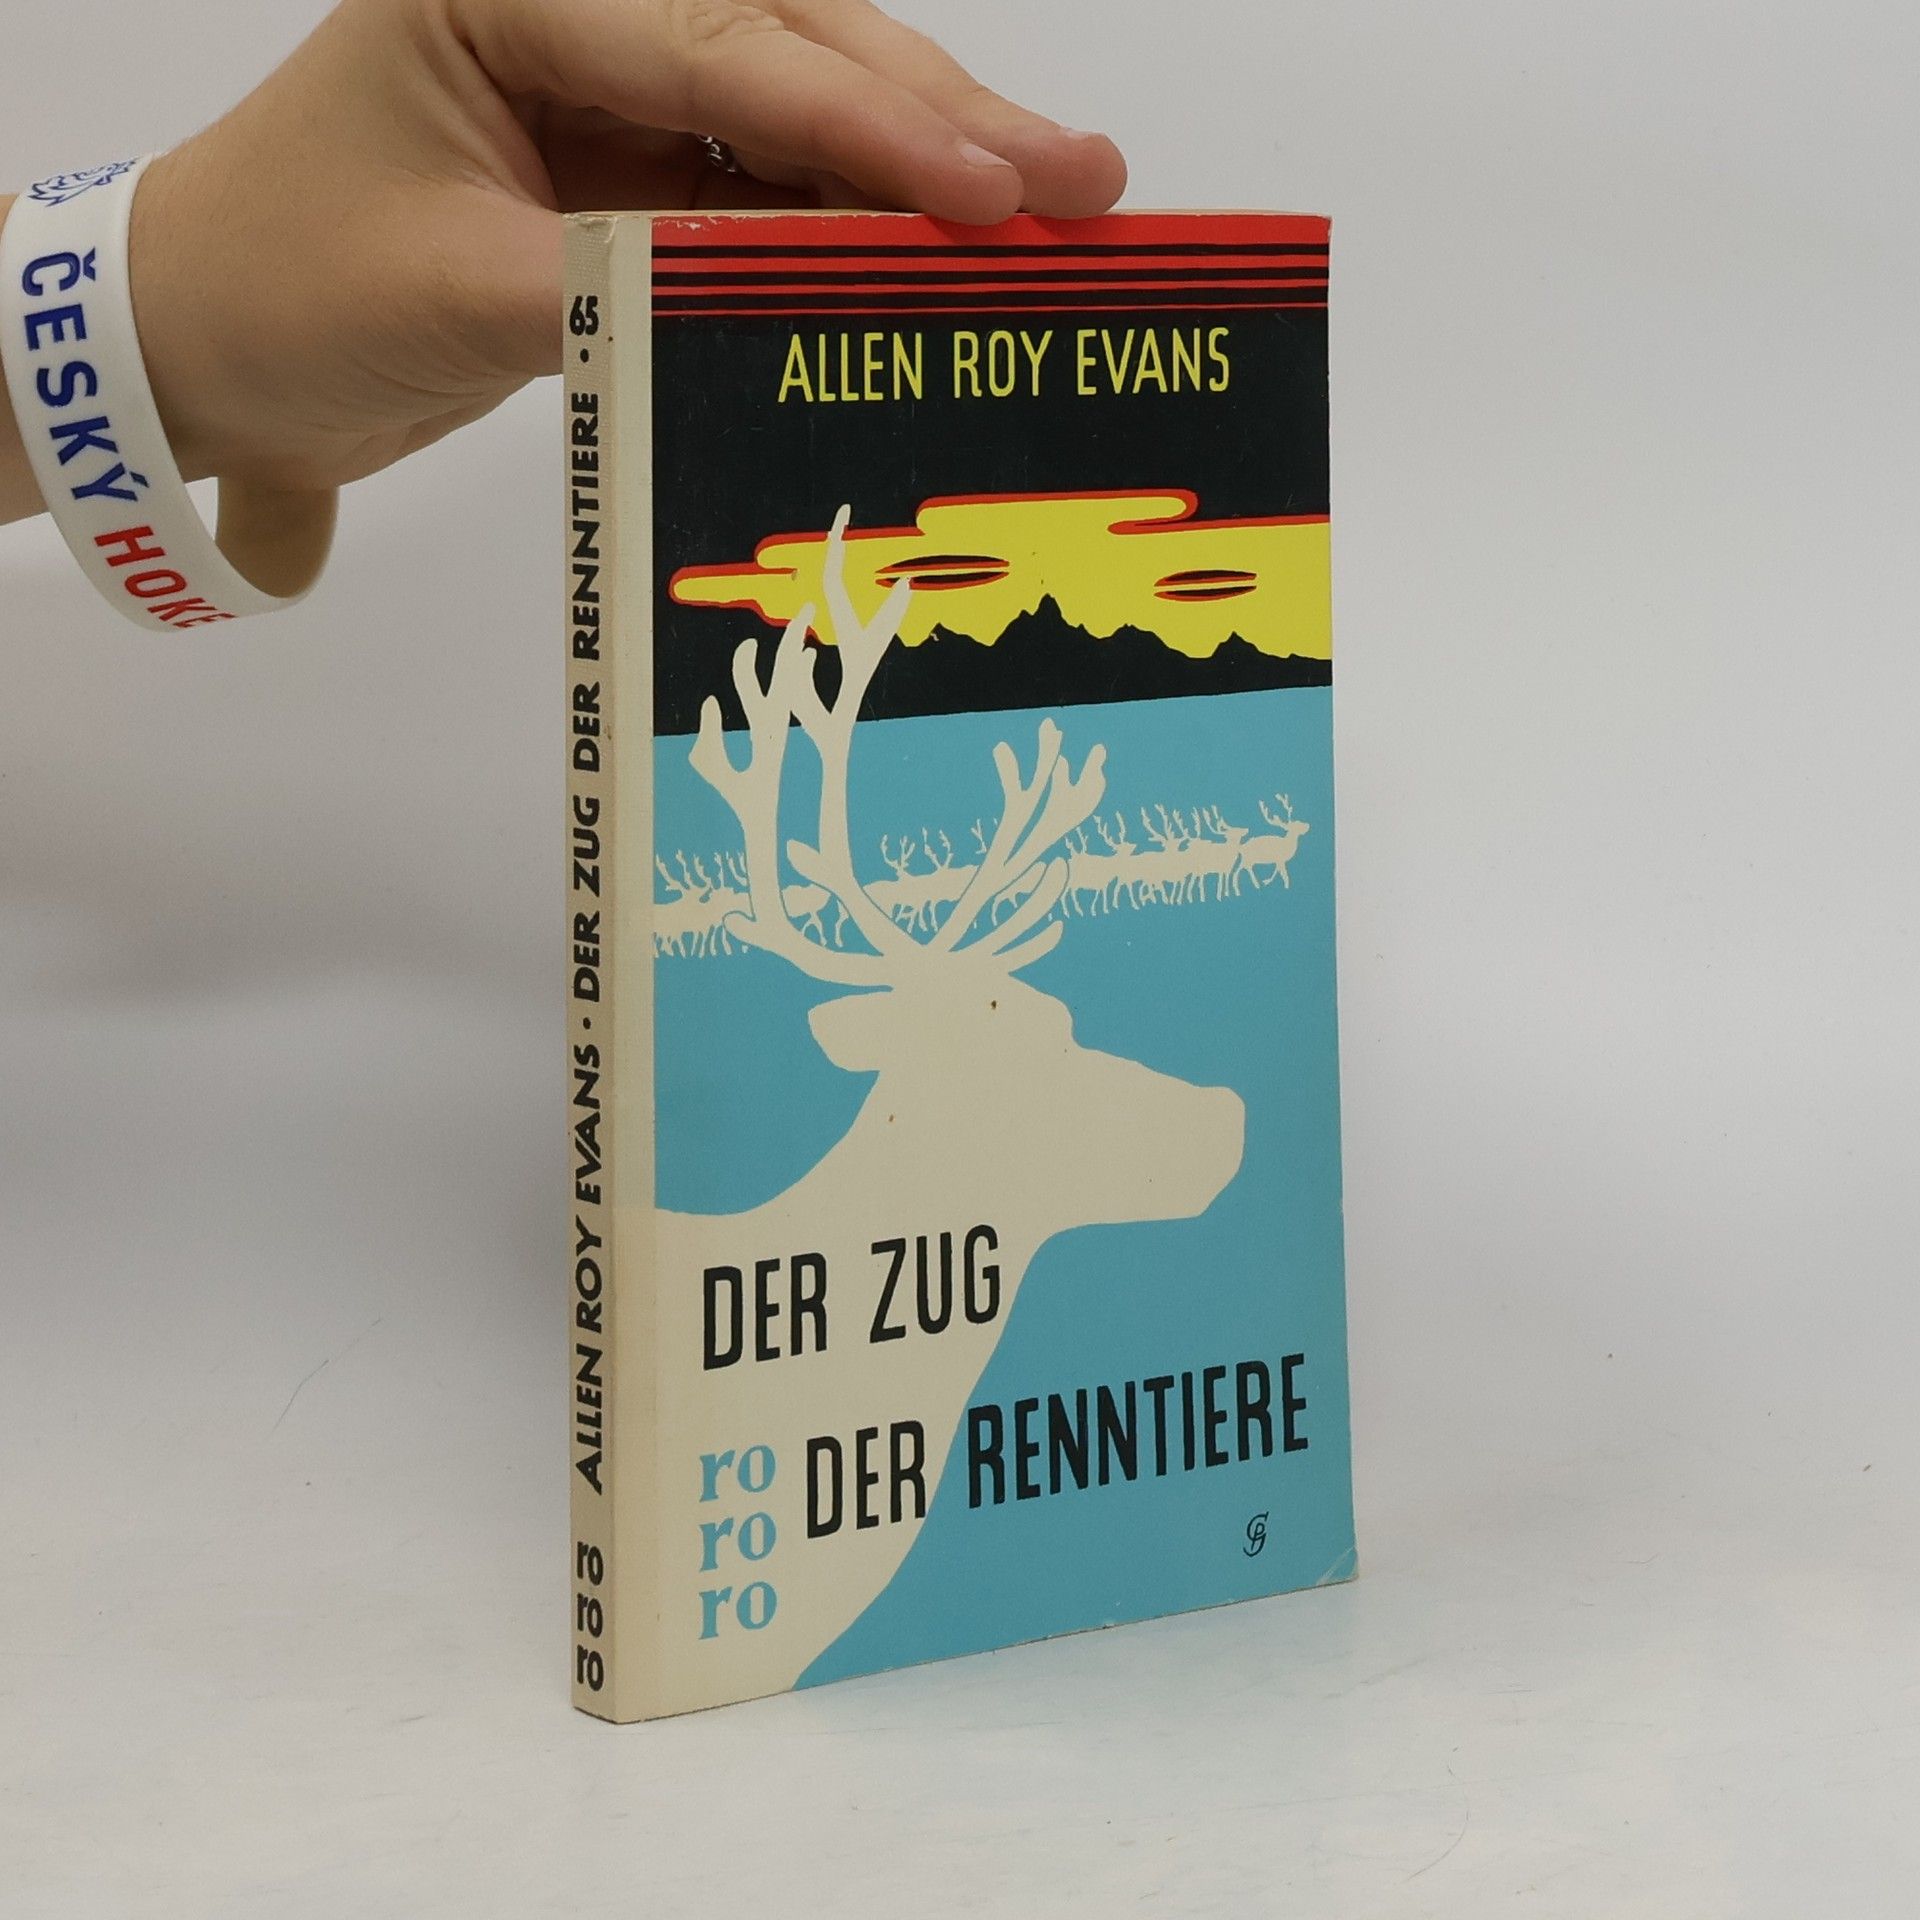 ČESKÝ HOKE
ALLEN ROY EVANS · DER ZUG DER RENNTIERE · 65
ro
ro
ro
ALLEN ROY EVANS
DER ZUG
DER RENNTIERE
ro
ro
ro